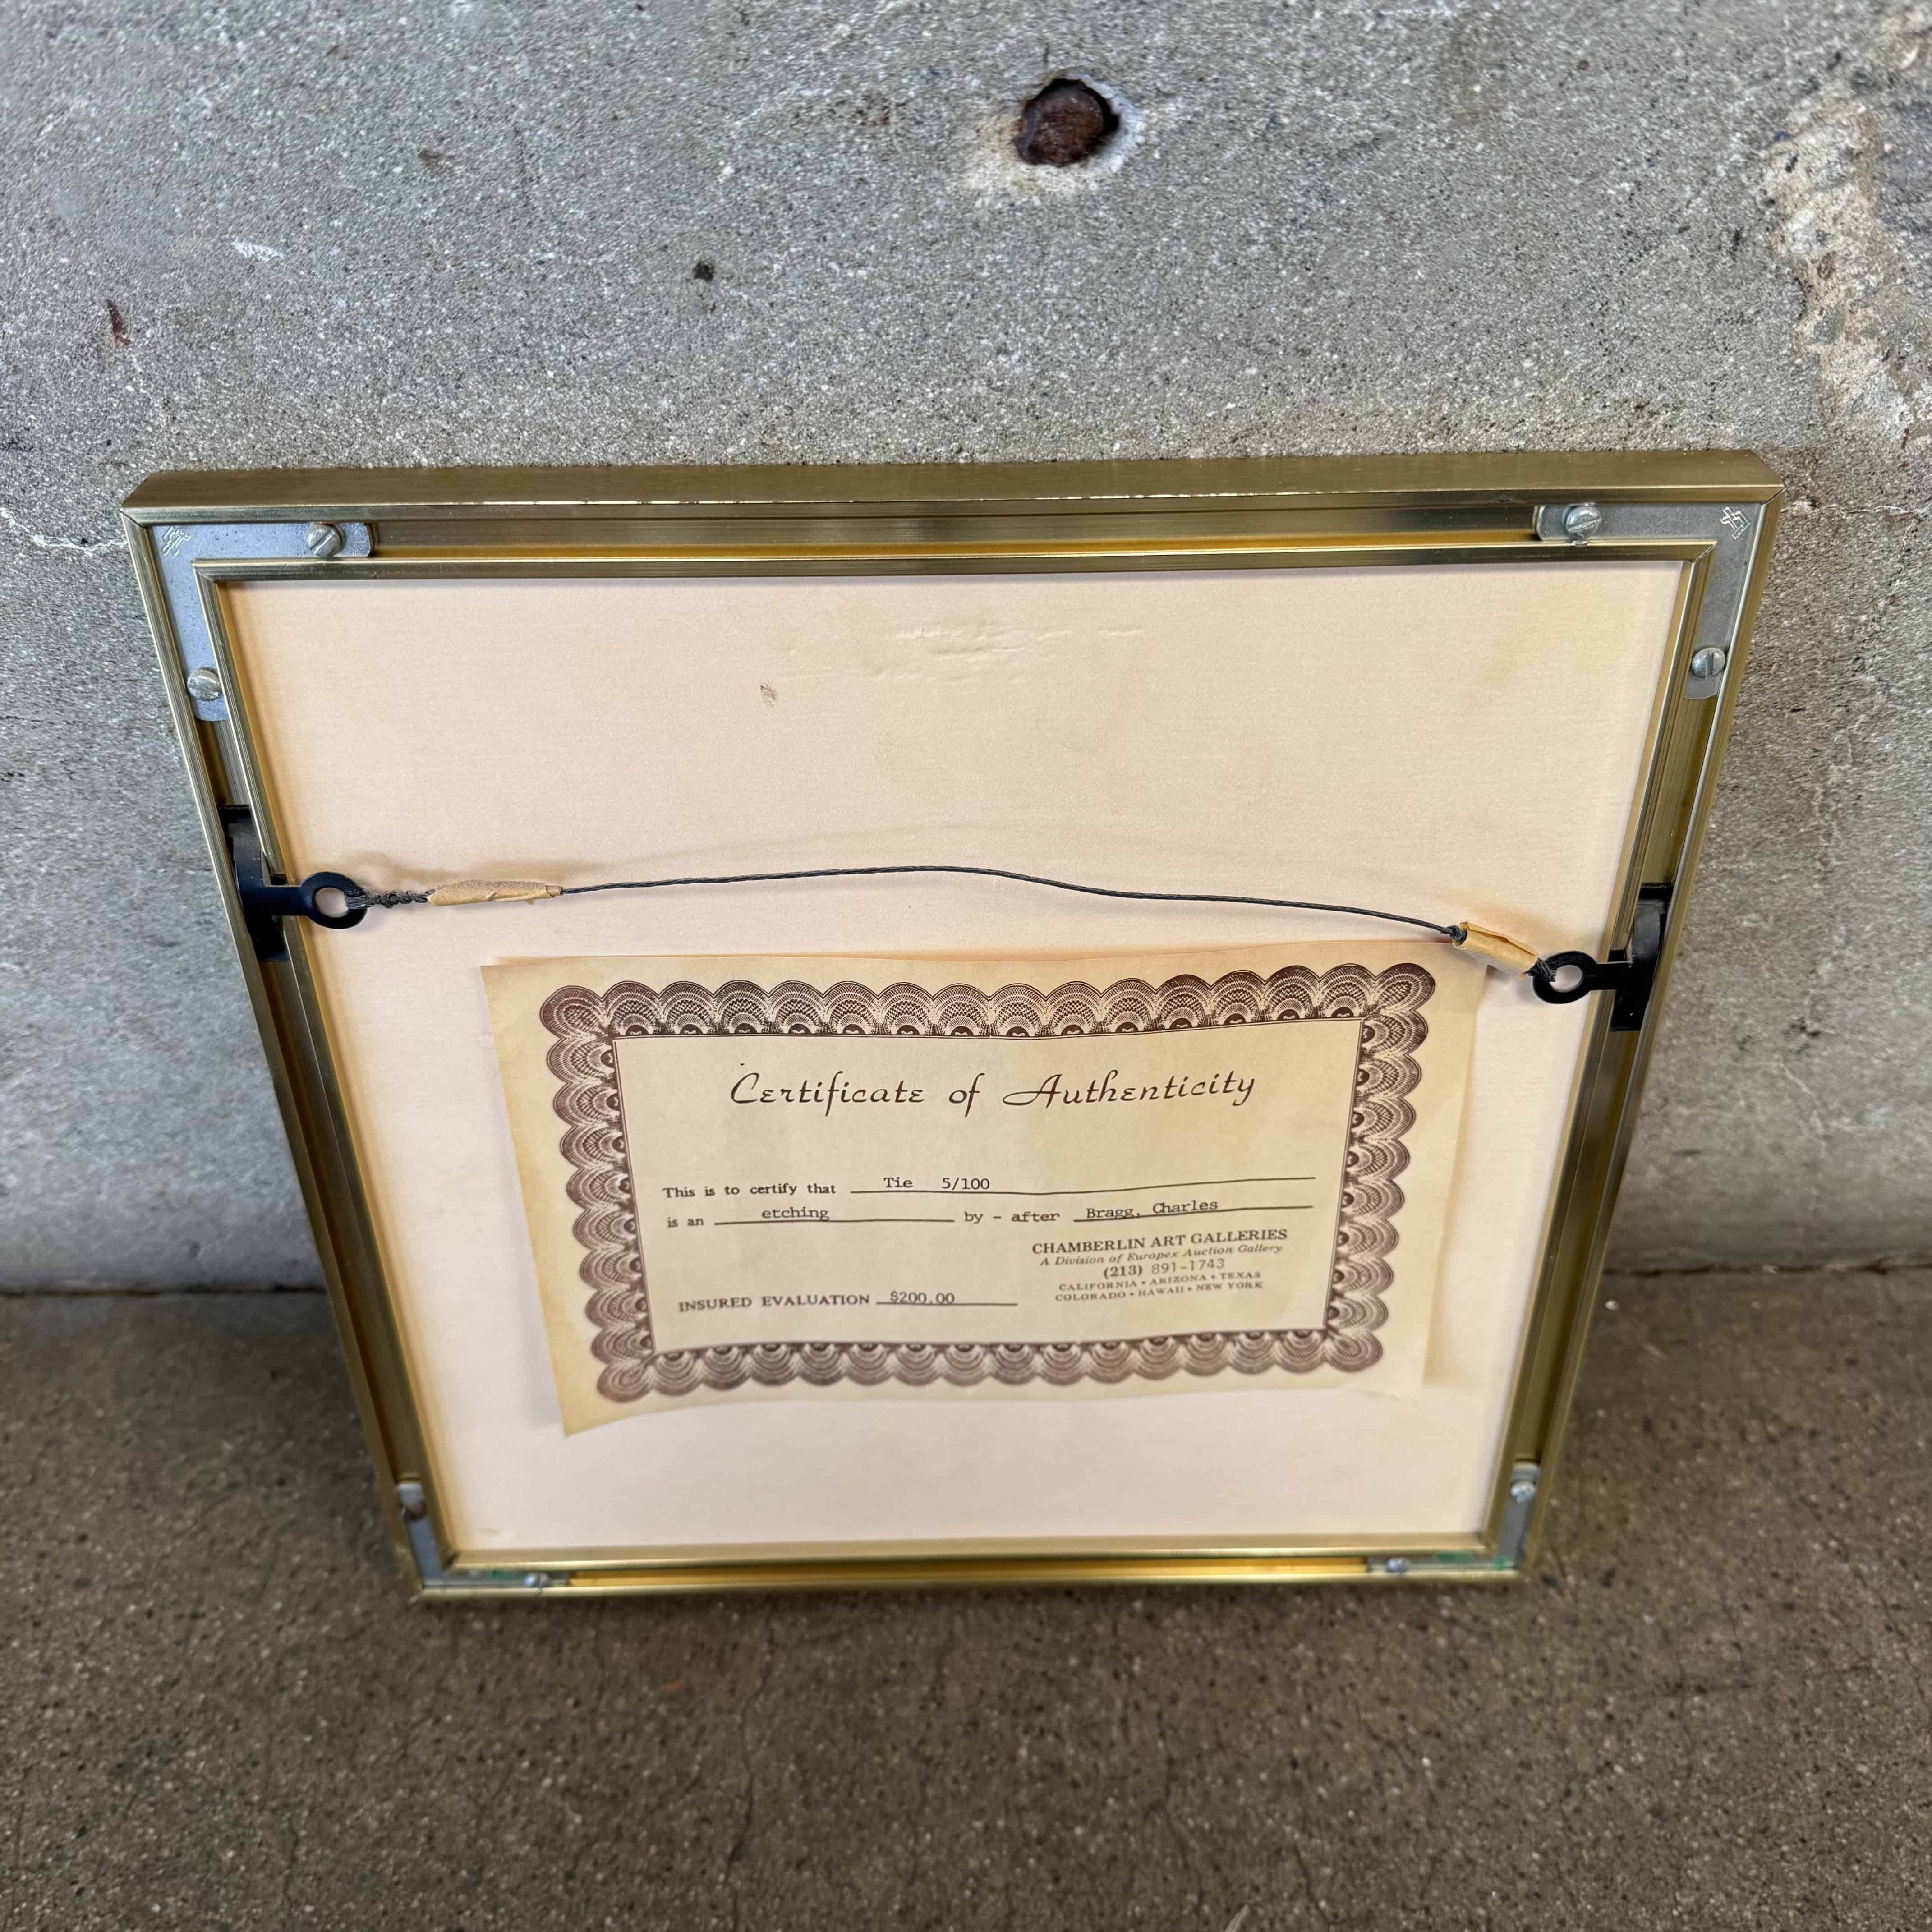 Certificate of Authenticity
This is to certify that Tie 5/100
is an etching by - after Bragg, Charles
CHAMBERLIN ART GALLERIES
A Division of Europex Auction Gallery
(213) 891-1743
CALIFORNIA • ARIZONA • TEXAS
COLORADO • HAWAII • NEW YORK
INSURED EVALUATION $200.00